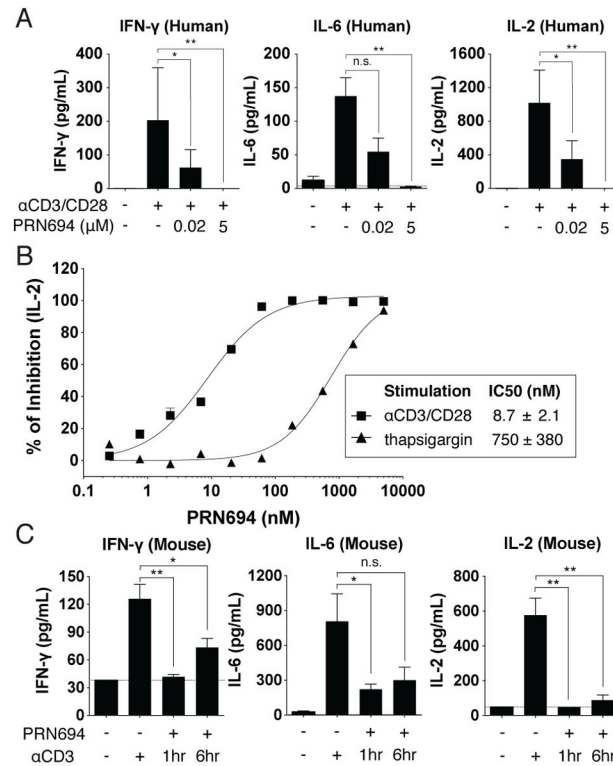 A
IFN-γ (Human)
IL-6 (Human)
IL-2 (Human)
IFN-γ (pg/mL)
400
300
200
100
0
*
**
IL-6 (pg/mL)
200
150
100
50
0
n.s.
**
IL-2 (pg/mL)
1600
1200
800
400
0
*
**
αCD3/CD28 - + + + - + + + - + + +
PRN694 (μM) - - 0.02 5 - - 0.02 5 - - 0.02 5
B
% of Inhibition (IL-2)
120
100
80
60
40
20
0
0.1 1 10 100 1000 10000
PRN694 (nM)
Stimulation IC50 (nM)
αCD3/CD28 8.7 ± 2.1
thapsigargin 750 ± 380
C
IFN-γ (Mouse)
IL-6 (Mouse)
IL-2 (Mouse)
IFN-γ (pg/mL)
150
120
90
60
30
0
**
*
IL-6 (pg/mL)
1200
900
600
300
0
*
n.s.
IL-2 (pg/mL)
800
600
400
200
0
**
**
PRN694 - - + + - - + + - - + +
αCD3 - + 1hr 6hr - + 1hr 6hr - + 1hr 6hr